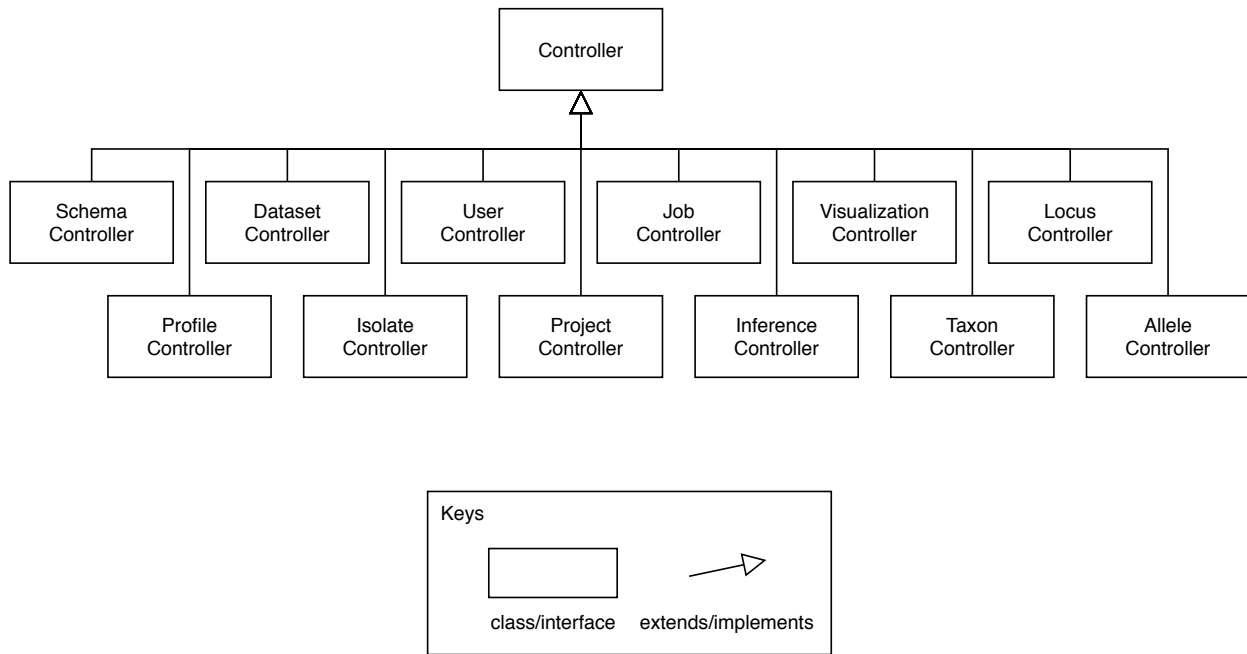 Controller
Schema
Controller
Dataset
Controller
User
Controller
Job
Controller
Visualization
Controller
Locus
Controller
Profile
Controller
Isolate
Controller
Project
Controller
Inference
Controller
Taxon
Controller
Allele
Controller
Keys
class/interface
extends/implements